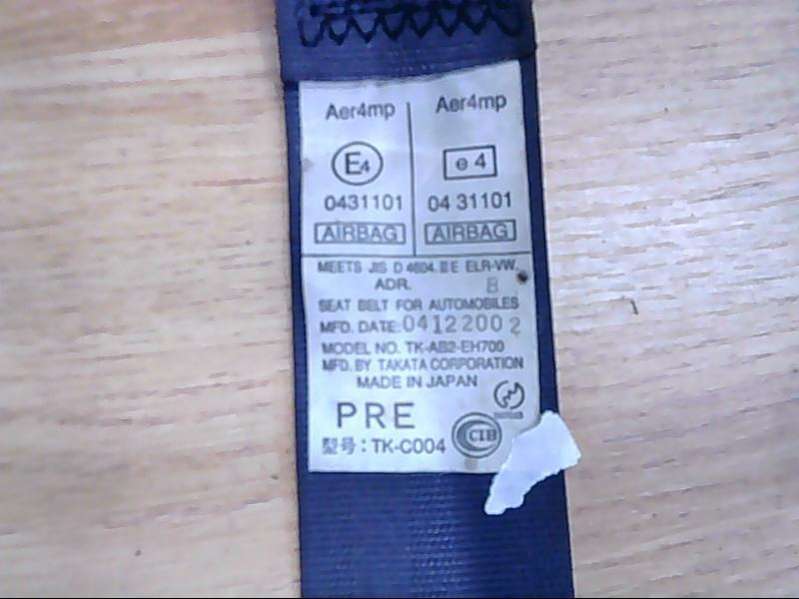 Aer4mp
E4
0431101
AIRBAG
Aer4mp
e 4
04 31101
AIRBAG
MEETS JIS D 4604. III E ELR-VW.
ADR. B
SEAT BELT FOR AUTOMOBILES
MFD. DATE: 04122002
MODEL NO. TK-AB2-EH700
MFD. BY TAKATA CORPORATION
MADE IN JAPAN
PRE
CIB
型号：TK-C004